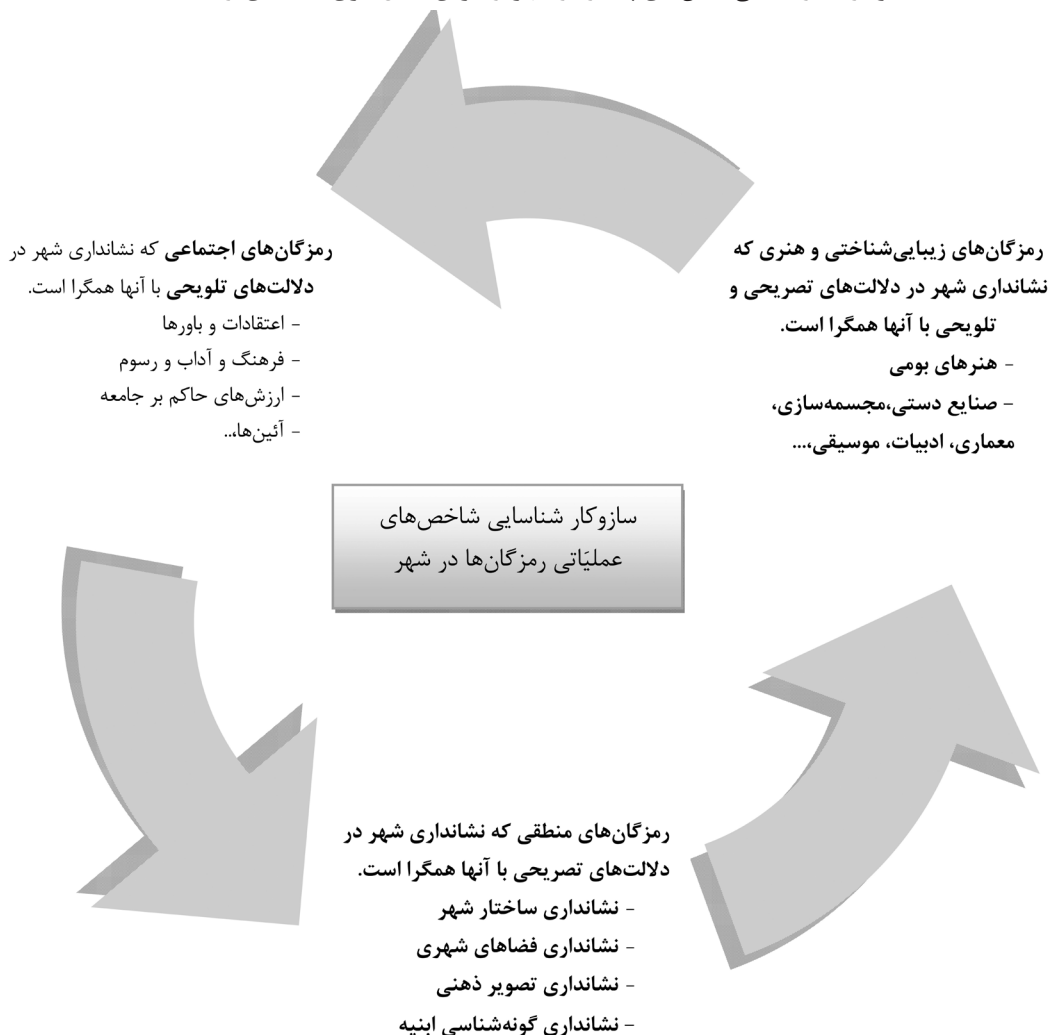 رمزگان‌های زیبایی‌شناختی و هنری که
نشانداری شهر در دلالت‌های تصریحی و
تلویحی با آنها همگرا است.
- هنرهای بومی
- صنایع دستی،مجسمه‌سازی،
معماری، ادبیات، موسیقی،...
رمزگان‌های اجتماعی که نشانداری شهر در
دلالت‌های تلویحی با آنها همگرا است.
- اعتقادات و باورها
- فرهنگ و آداب و رسوم
- ارزش‌های حاکم بر جامعه
- آئین‌ها،..
سازوکار شناسایی شاخص‌های
عملیَاتی رمزگان‌ها در شهر
رمزگان‌های منطقی که نشانداری شهر در
دلالت‌های تصریحی با آنها همگرا است.
- نشانداری ساختار شهر
- نشانداری فضاهای شهری
- نشانداری تصویر ذهنی
- نشانداری گونه‌شناسی ابنیه